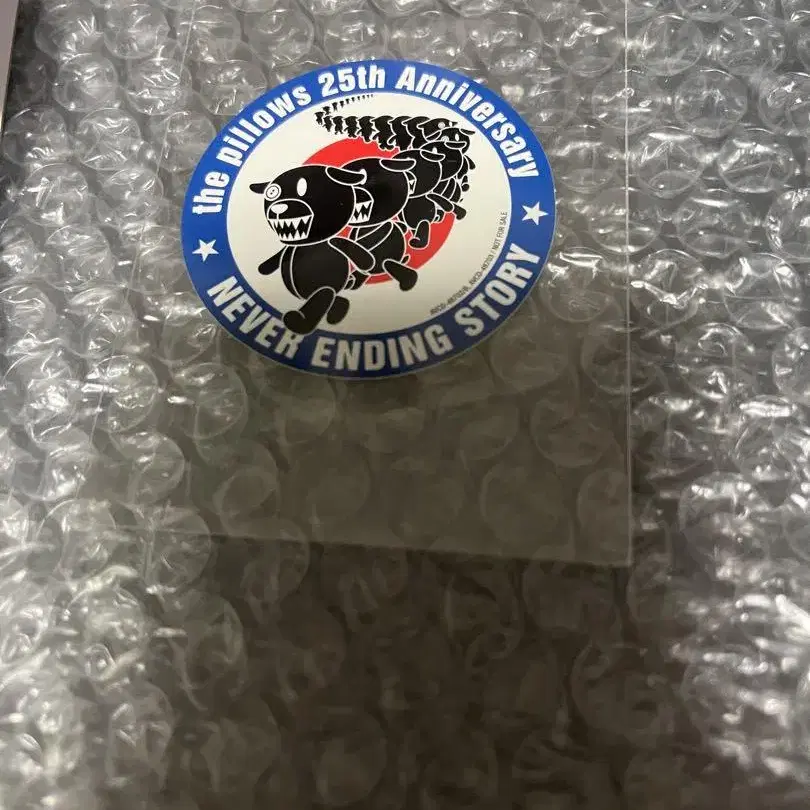 the pillows 25th Anniversary
NEVER ENDING STORY
NOT FOR SALE